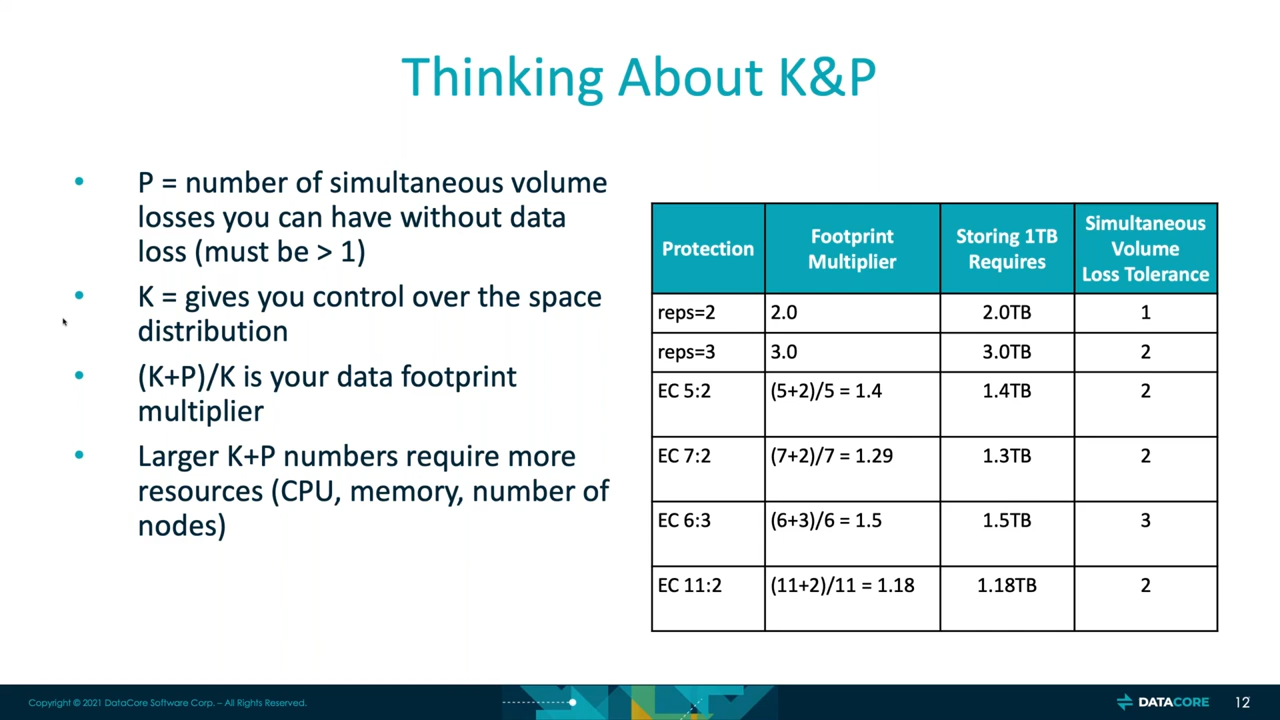 Thinking About K&P
• P = number of simultaneous volume
losses you can have without data
loss (must be > 1)
• K = gives you control over the space
distribution
• (K+P)/K is your data footprint
multiplier
• Larger K+P numbers require more
resources (CPU, memory, number of
nodes)
Protection
Footprint
Multiplier
Storing 1TB
Requires
Simultaneous
Volume
Loss Tolerance
reps=2 2.0 2.0TB 1
reps=3 3.0 3.0TB 2
EC 5:2 (5+2)/5 = 1.4 1.4TB 2
EC 7:2 (7+2)/7 = 1.29 1.3TB 2
EC 6:3 (6+3)/6 = 1.5 1.5TB 3
EC 11:2 (11+2)/11 = 1.18 1.18TB 2
Copyright © 2021 DataCore Software Corp. – All Rights Reserved.
DATACORE
12